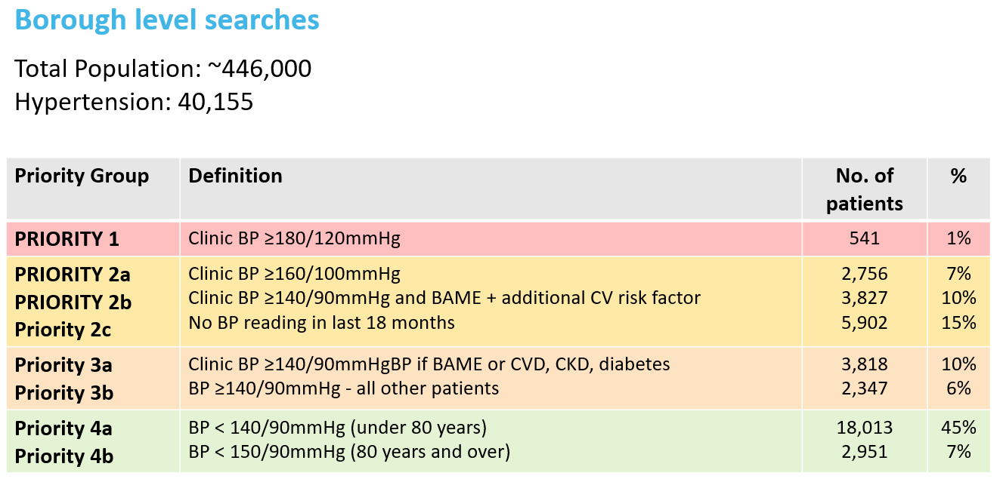 Borough level searches
Total Population: ~446,000
Hypertension: 40,155
Priority Group Definition No. of patients %
PRIORITY 1 Clinic BP ≥180/120mmHg 541 1%
PRIORITY 2a Clinic BP ≥160/100mmHg 2,756 7%
PRIORITY 2b Clinic BP ≥140/90mmHg and BAME + additional CV risk factor 3,827 10%
Priority 2c No BP reading in last 18 months 5,902 15%
Priority 3a Clinic BP ≥140/90mmHgBP if BAME or CVD, CKD, diabetes 3,818 10%
Priority 3b BP ≥140/90mmHg - all other patients 2,347 6%
Priority 4a BP < 140/90mmHg (under 80 years) 18,013 45%
Priority 4b BP < 150/90mmHg (80 years and over) 2,951 7%